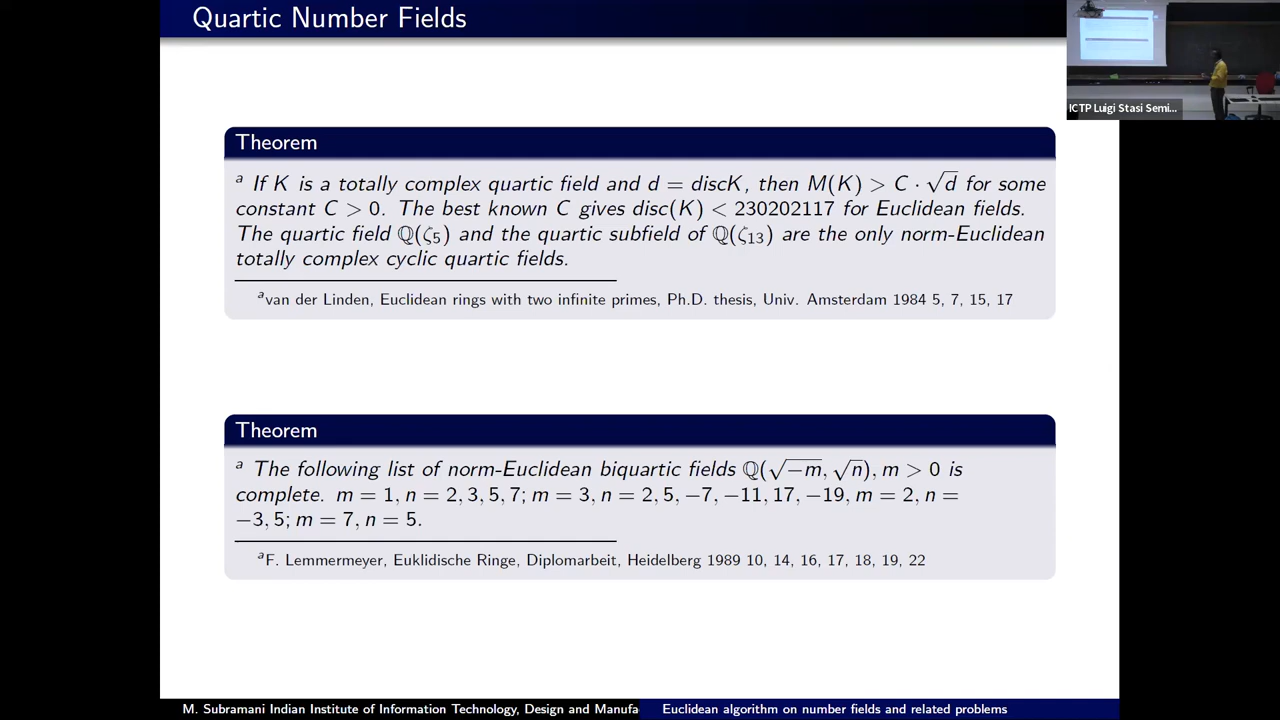 Quartic Number Fields
ICTP Luigi Stasi Semi...
Theorem
a If K is a totally complex quartic field and d = discK, then M(K) > C · √d for some
constant C > 0. The best known C gives disc(K) < 230202117 for Euclidean fields.
The quartic field ℚ(ζ₅) and the quartic subfield of ℚ(ζ₁₃) are the only norm-Euclidean
totally complex cyclic quartic fields.
a van der Linden, Euclidean rings with two infinite primes, Ph.D. thesis, Univ. Amsterdam 1984 5, 7, 15, 17
Theorem
a The following list of norm-Euclidean biquartic fields ℚ(√−m, √n), m > 0 is
complete. m = 1, n = 2, 3, 5, 7; m = 3, n = 2, 5, −7, −11, 17, −19, m = 2, n =
−3, 5; m = 7, n = 5.
a F. Lemmermeyer, Euklidische Ringe, Diplomarbeit, Heidelberg 1989 10, 14, 16, 17, 18, 19, 22
M. Subramani Indian Institute of Information Technology, Design and Manufa
Euclidean algorithm on number fields and related problems